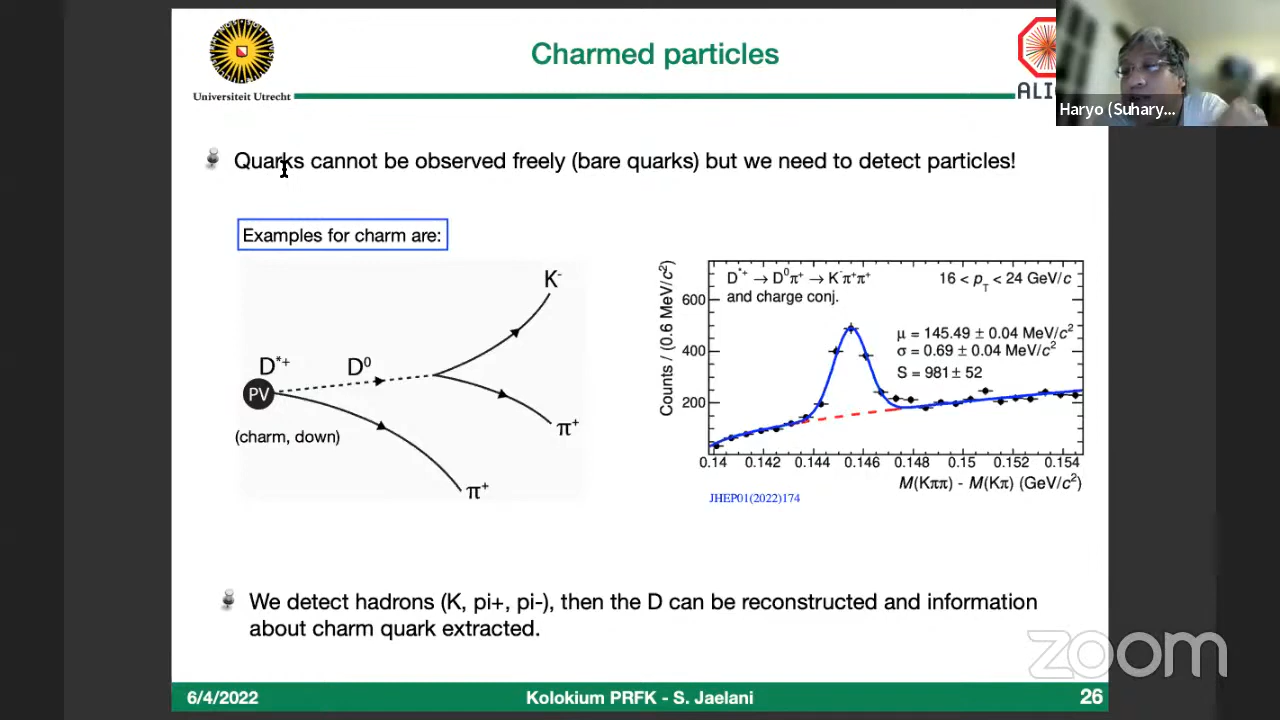 Charmed particles
Universiteit Utrecht
ALI
Haryo (Suhary...
Quarks cannot be observed freely (bare quarks) but we need to detect particles!
Examples for charm are:
K-
D*+
D0
PV
(charm, down)
π+
π+
Counts / (0.6 MeV/c2)
D*+ → D0π+ → K-π+π+
and charge conj.
16 < pT < 24 GeV/c
μ = 145.49 ± 0.04 MeV/c2
σ = 0.69 ± 0.04 MeV/c2
S = 981 ± 52
600
400
200
0.14 0.142 0.144 0.146 0.148 0.15 0.152 0.154
M(Kππ) - M(Kπ) (GeV/c2)
JHEP01(2022)174
We detect hadrons (K, pi+, pi-), then the D can be reconstructed and information
about charm quark extracted.
zoom
6/4/2022 Kolokium PRFK - S. Jaelani 26